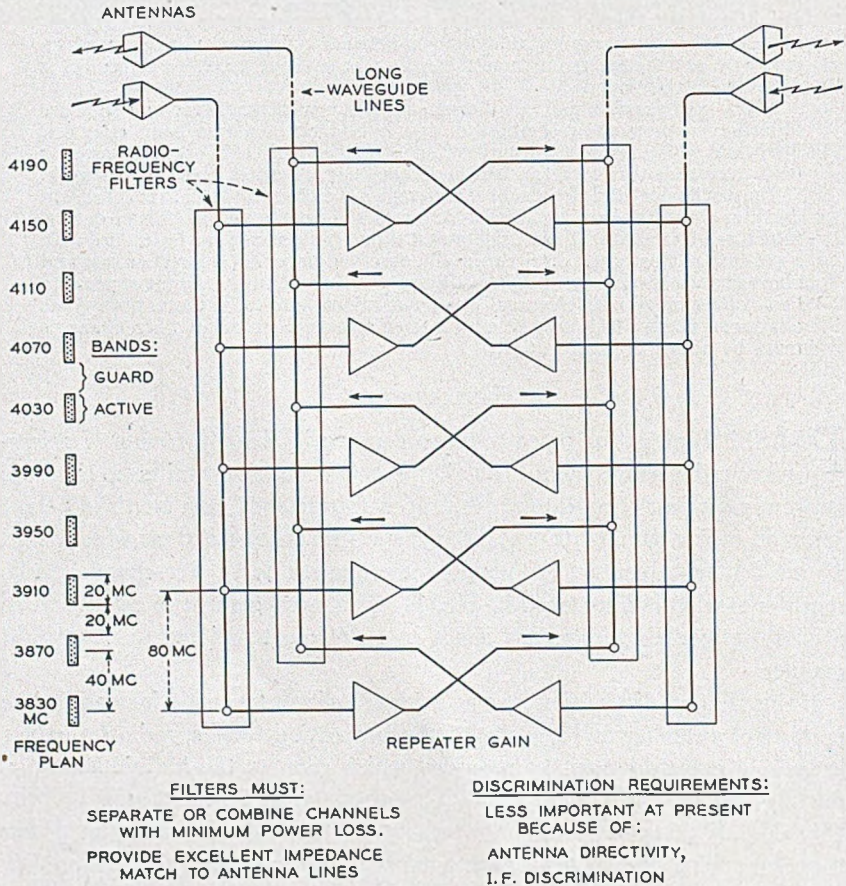 ANTENNAS
LONG
WAVEGUIDE
LINES
RADIO-
FREQUENCY
FILTERS
4190
4150
4110
4070
BANDS:
GUARD
4030
ACTIVE
3990
3950
3910
20 MC
20 MC
3870
80 MC
40 MC
3830
MC
FREQUENCY
PLAN
REPEATER GAIN
FILTERS MUST:
SEPARATE OR COMBINE CHANNELS
WITH MINIMUM POWER LOSS.
PROVIDE EXCELLENT IMPEDANCE
MATCH TO ANTENNA LINES
DISCRIMINATION REQUIREMENTS:
LESS IMPORTANT AT PRESENT
BECAUSE OF:
ANTENNA DIRECTIVITY,
I.F. DISCRIMINATION